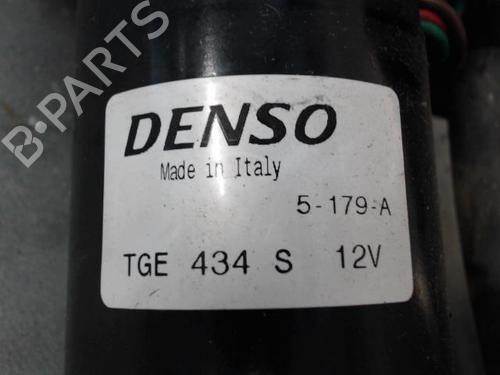 B-PARTS
DENSO
Made in Italy
5-179-A
TGE 434 S 12V